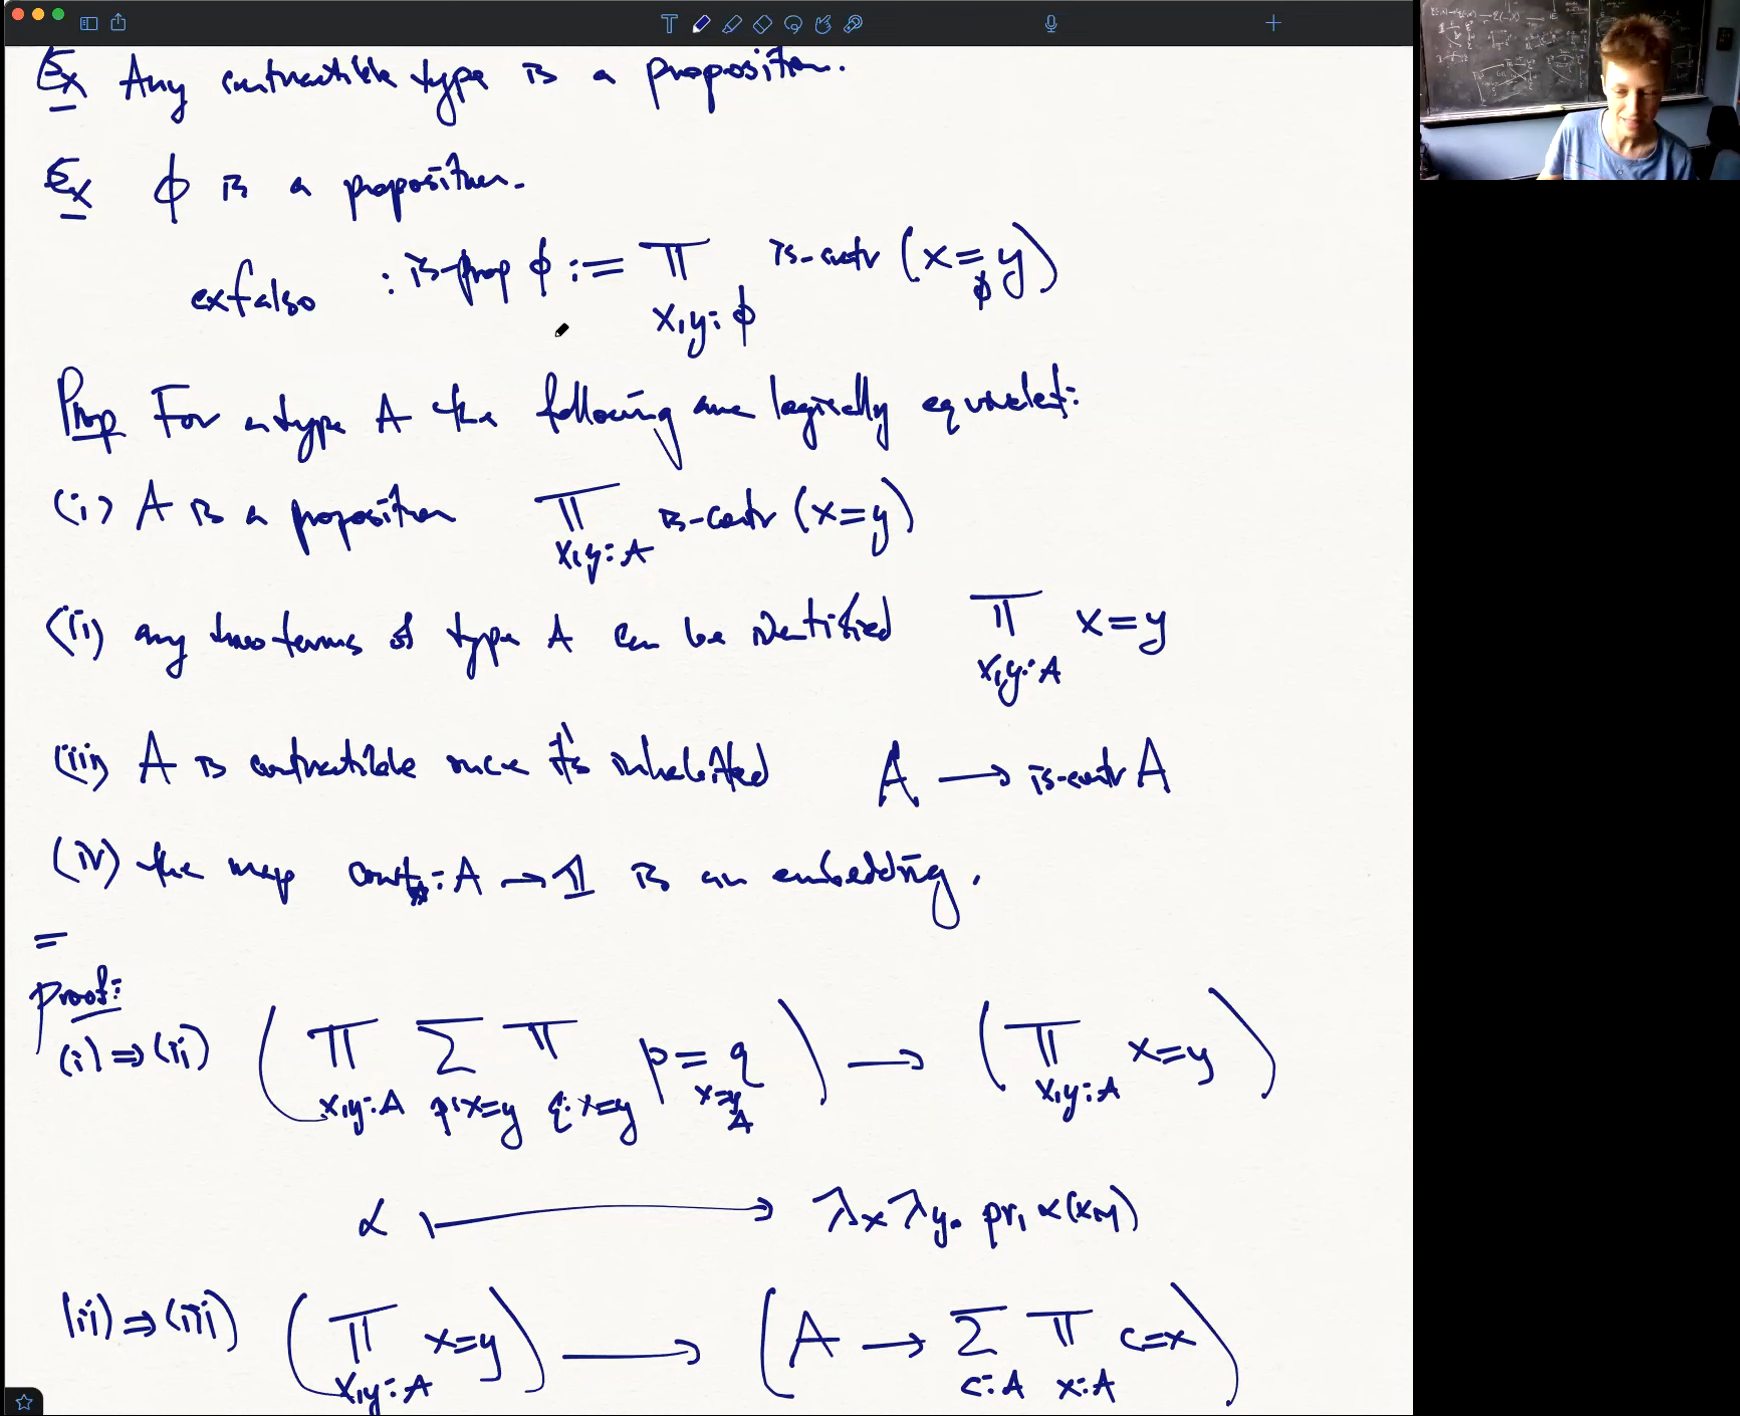 Ex Any contractible type is a proposition.
Ex ϕ is a proposition.
exfalso : is-prop ϕ := Π_{x,y:ϕ} is-contr (x =_ϕ y)
Prop For a type A the following are logically equivalent:
(i) A is a proposition Π_{x,y:A} is-contr (x=y)
(ii) any two terms of type A can be identified Π_{x,y:A} x=y
(iii) A is contractible once it's inhabited A → is-contr A
(iv) the map const_⋆ : A → 𝟙 is an embedding.
Proof:
(i) ⇒ (ii) (Π_{x,y:A} Σ_{p:x=y} Π_{q:x=y} p =_{x=_A y} q) → (Π_{x,y:A} x=y)
α ↦ λx λy. pr₁ α(x,y)
(ii) ⇒ (iii) (Π_{x,y:A} x=y) → (A → Σ_{c:A} Π_{x:A} c=x)